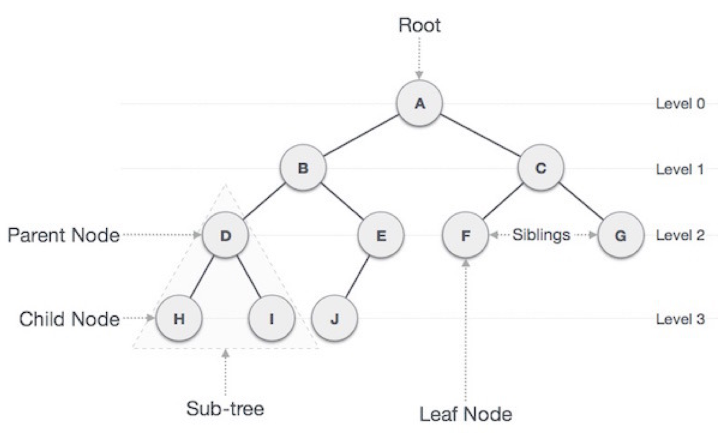 Root
A
Level 0
B
C
Level 1
Parent Node
D
E
F
Siblings
G
Level 2
Child Node
H
I
J
Level 3
Sub-tree
Leaf Node